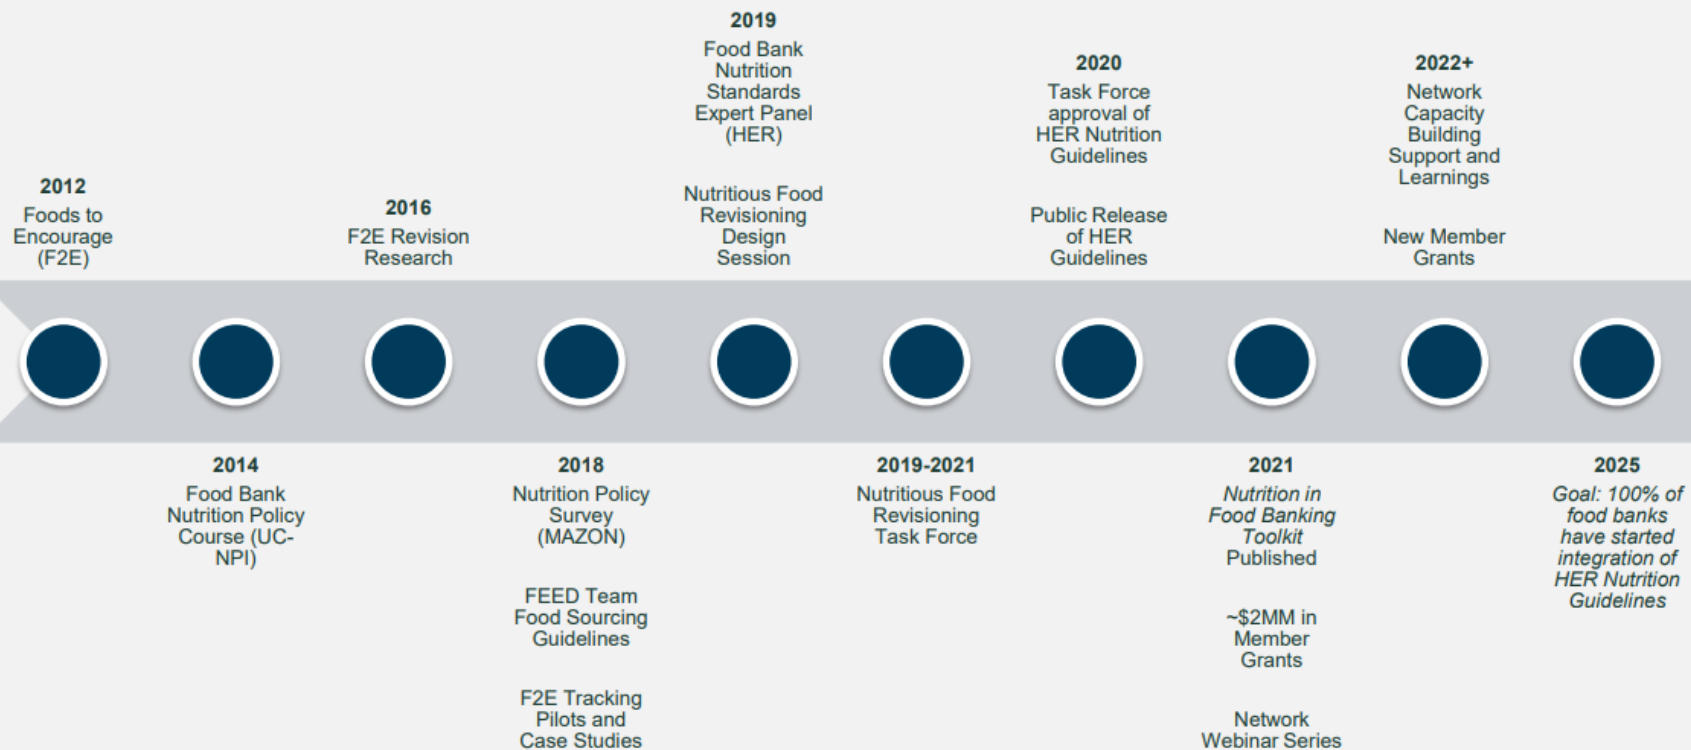 2012
Foods to
Encourage
(F2E)
2014
Food Bank
Nutrition Policy
Course (UC-
NPI)
2016
F2E Revision
Research
2018
Nutrition Policy
Survey
(MAZON)
FEED Team
Food Sourcing
Guidelines
F2E Tracking
Pilots and
Case Studies
2019
Food Bank
Nutrition
Standards
Expert Panel
(HER)
Nutritious Food
Revisioning
Design
Session
2019-2021
Nutritious Food
Revisioning
Task Force
2020
Task Force
approval of
HER Nutrition
Guidelines
Public Release
of HER
Guidelines
2021
Nutrition in
Food Banking
Toolkit
Published
~$2MM in
Member
Grants
Network
Webinar Series
2022+
Network
Capacity
Building
Support and
Learnings
New Member
Grants
2025
Goal: 100% of
food banks
have started
integration of
HER Nutrition
Guidelines